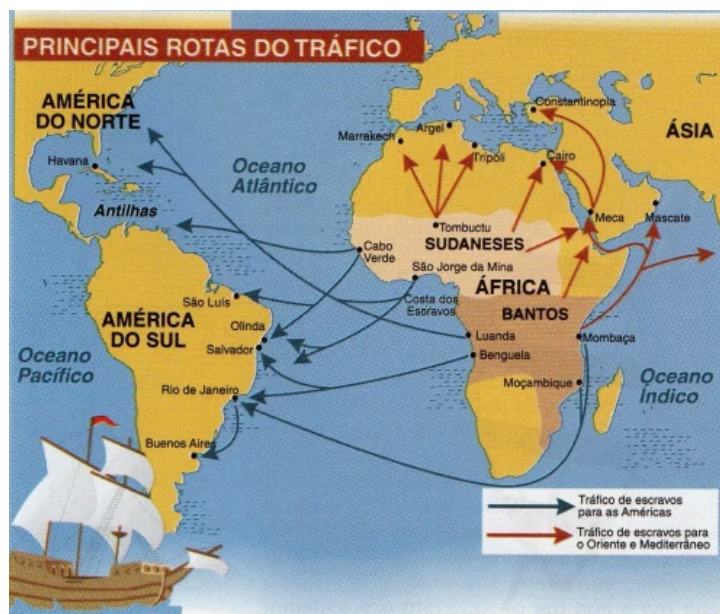 PRINCIPAIS ROTAS DO TRÁFICO
AMÉRICA
DO NORTE
Havana
Antilhas
Oceano
Atlântico
Constantinopla
Argel
Marrakech
Trípoli
Cairo
ÁSIA
Meca
Mascate
Tombuctu
SUDANESES
Cabo
Verde
São Jorge da Mina
ÁFRICA
Costa dos
Escravos
BANTOS
São Luís
AMÉRICA
DO SUL
Olinda
Salvador
Luanda
Benguela
Mombaça
Oceano
Pacífico
Rio de Janeiro
Moçambique
Oceano
Índico
Buenos Aires
Tráfico de escravos
para as Américas
Tráfico de escravos para
o Oriente e Mediterrâneo